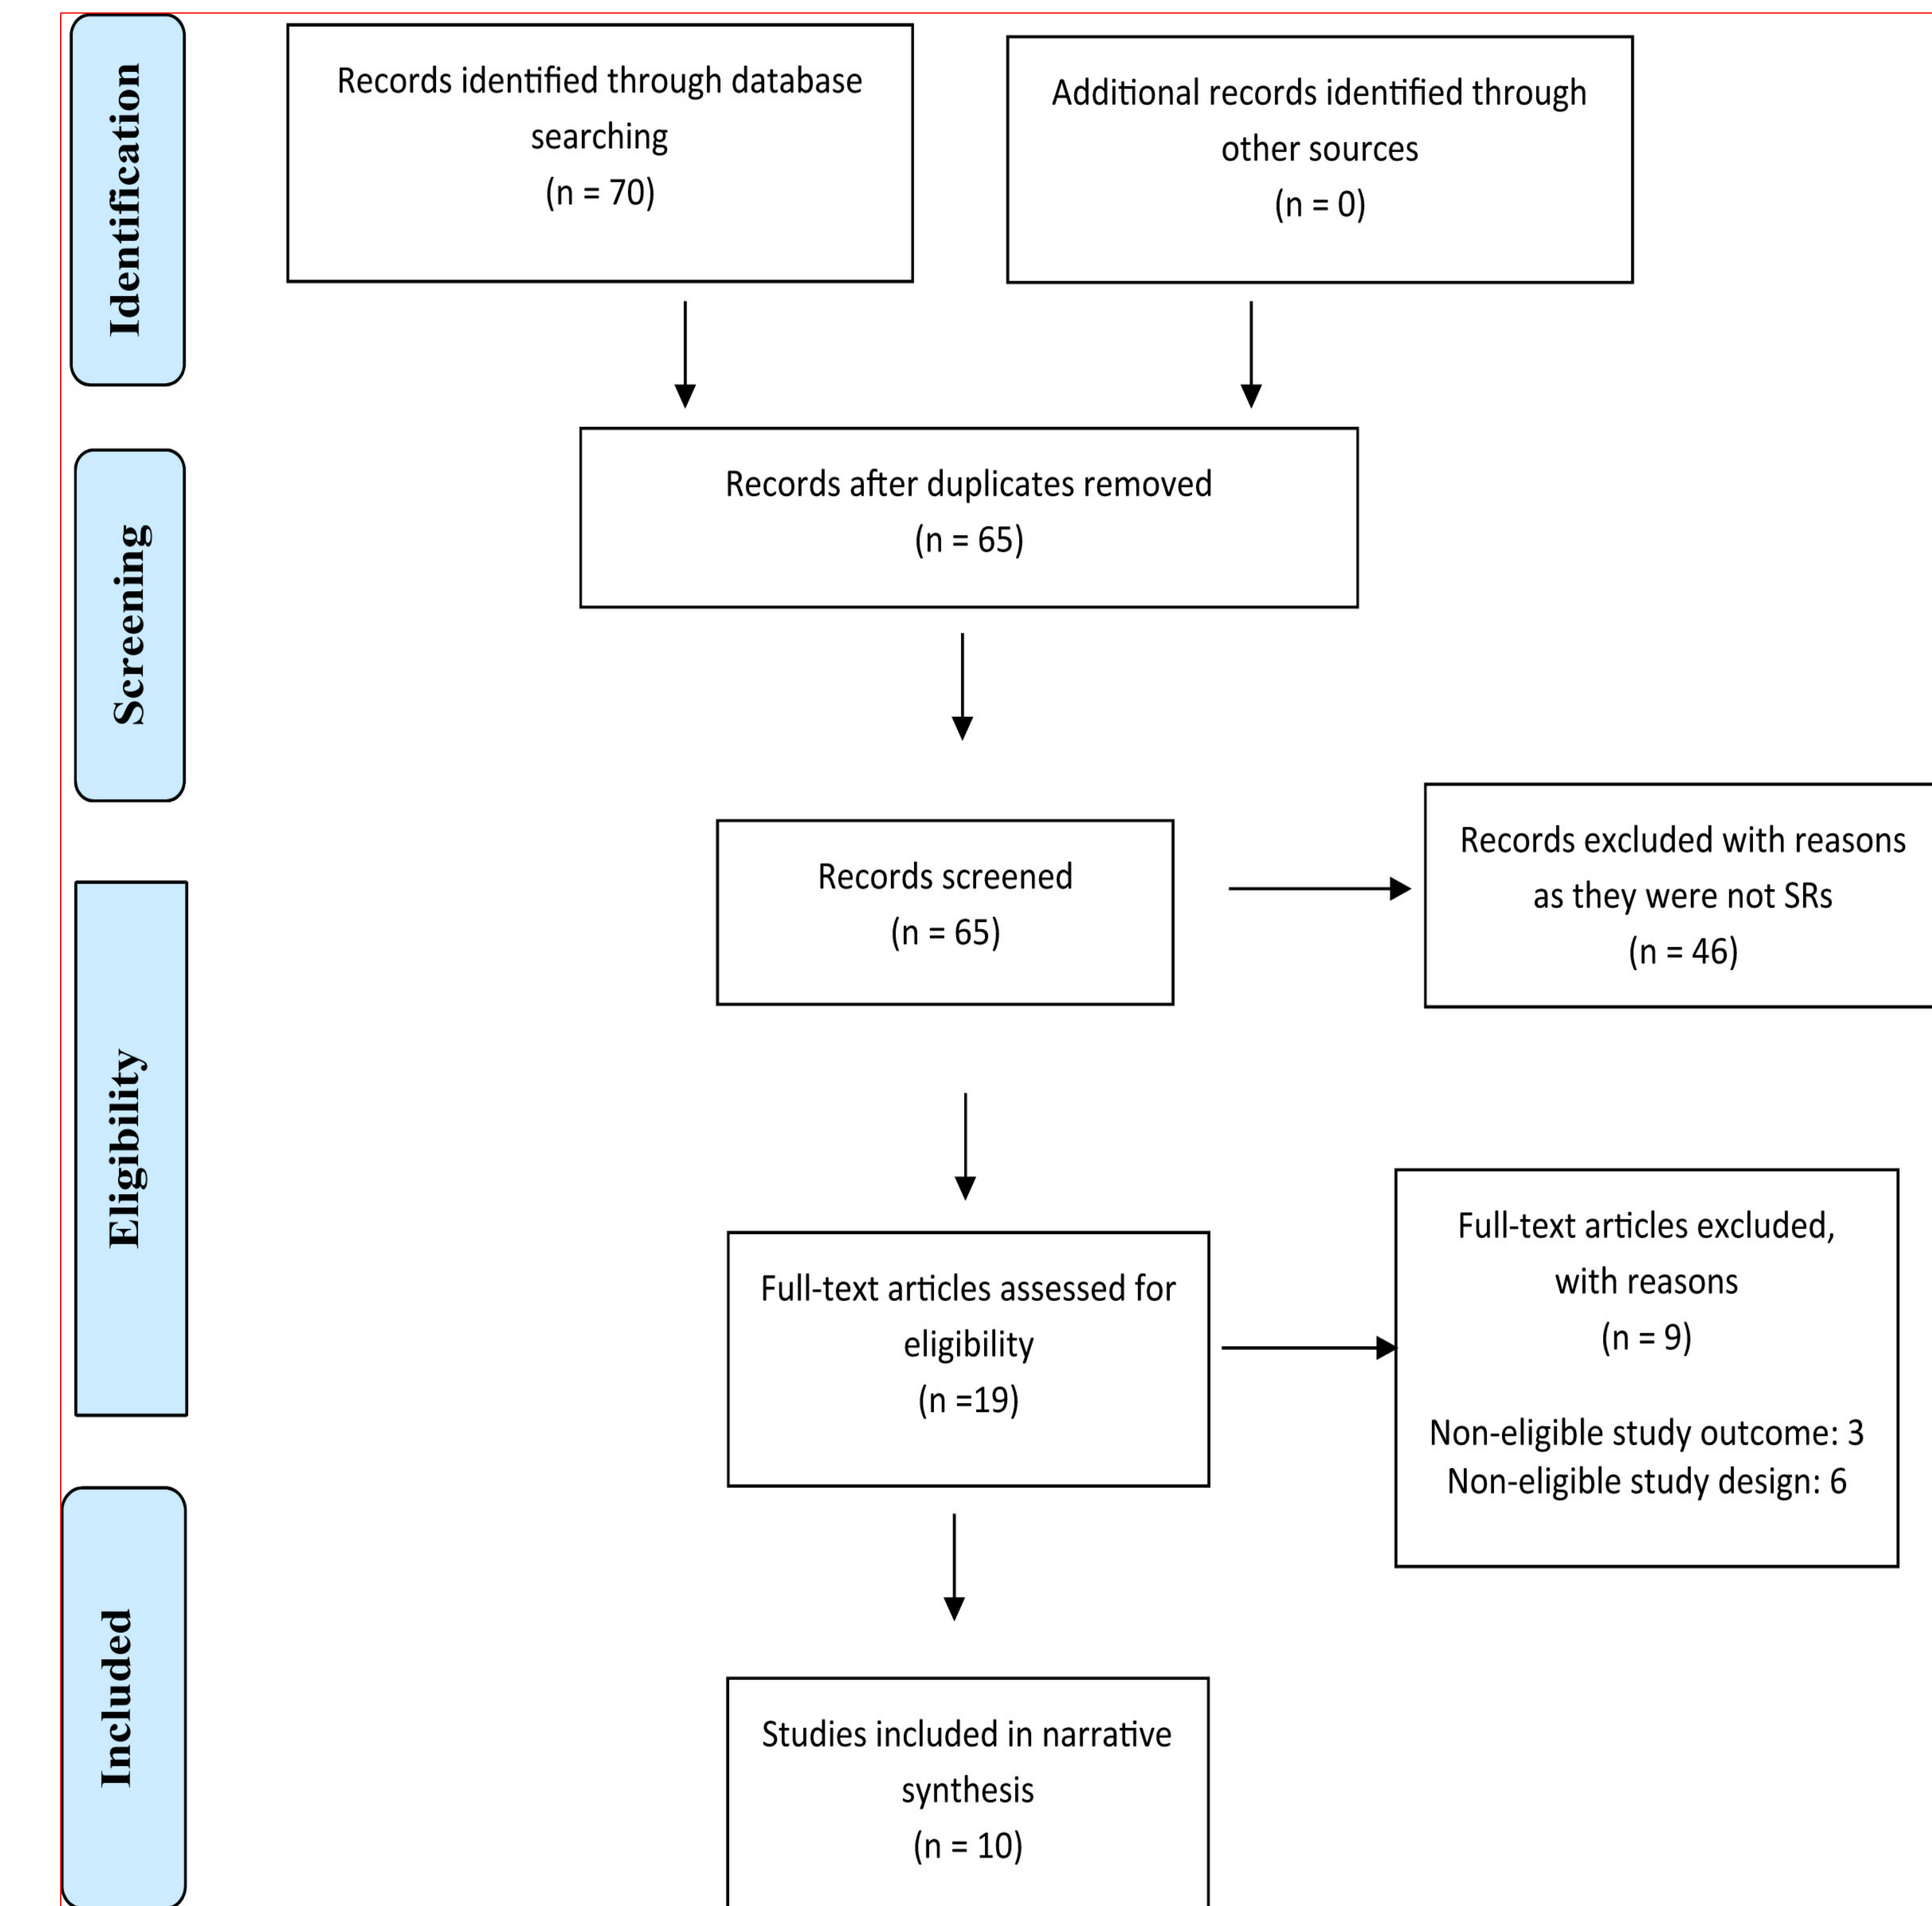 Identification
Records identified through database
searching
(n = 70)
Additional records identified through
other sources
(n = 0)
Screening
Records after duplicates removed
(n = 65)
Records screened
(n = 65)
Records excluded with reasons
as they were not SRs
(n = 46)
Eligibility
Full-text articles assessed for
eligibility
(n =19)
Full-text articles excluded,
with reasons
(n = 9)
Non-eligible study outcome: 3
Non-eligible study design: 6
Included
Studies included in narrative
synthesis
(n = 10)